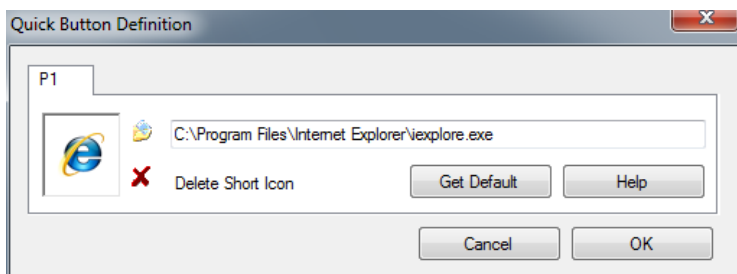 Quick Button Definition
P1
C:\Program Files\Internet Explorer\iexplore.exe
Delete Short Icon
Get Default
Help
Cancel
OK